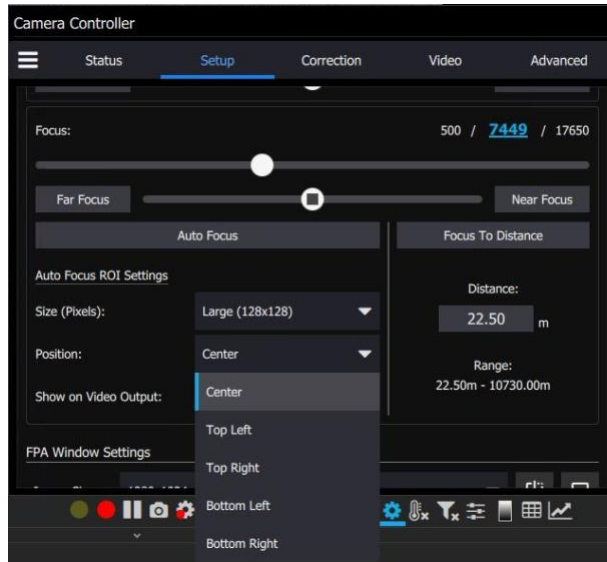 Camera Controller
Status Setup Correction Video Advanced
Focus: 500 / 7449 / 17650
Far Focus Near Focus
Auto Focus Focus To Distance
Auto Focus ROI Settings
Distance:
Size (Pixels): Large (128x128)
22.50 m
Position: Center
Range:
22.50m - 10730.00m
Show on Video Output:
Center
Top Left
Top Right
FPA Window Settings
Bottom Left
Bottom Right